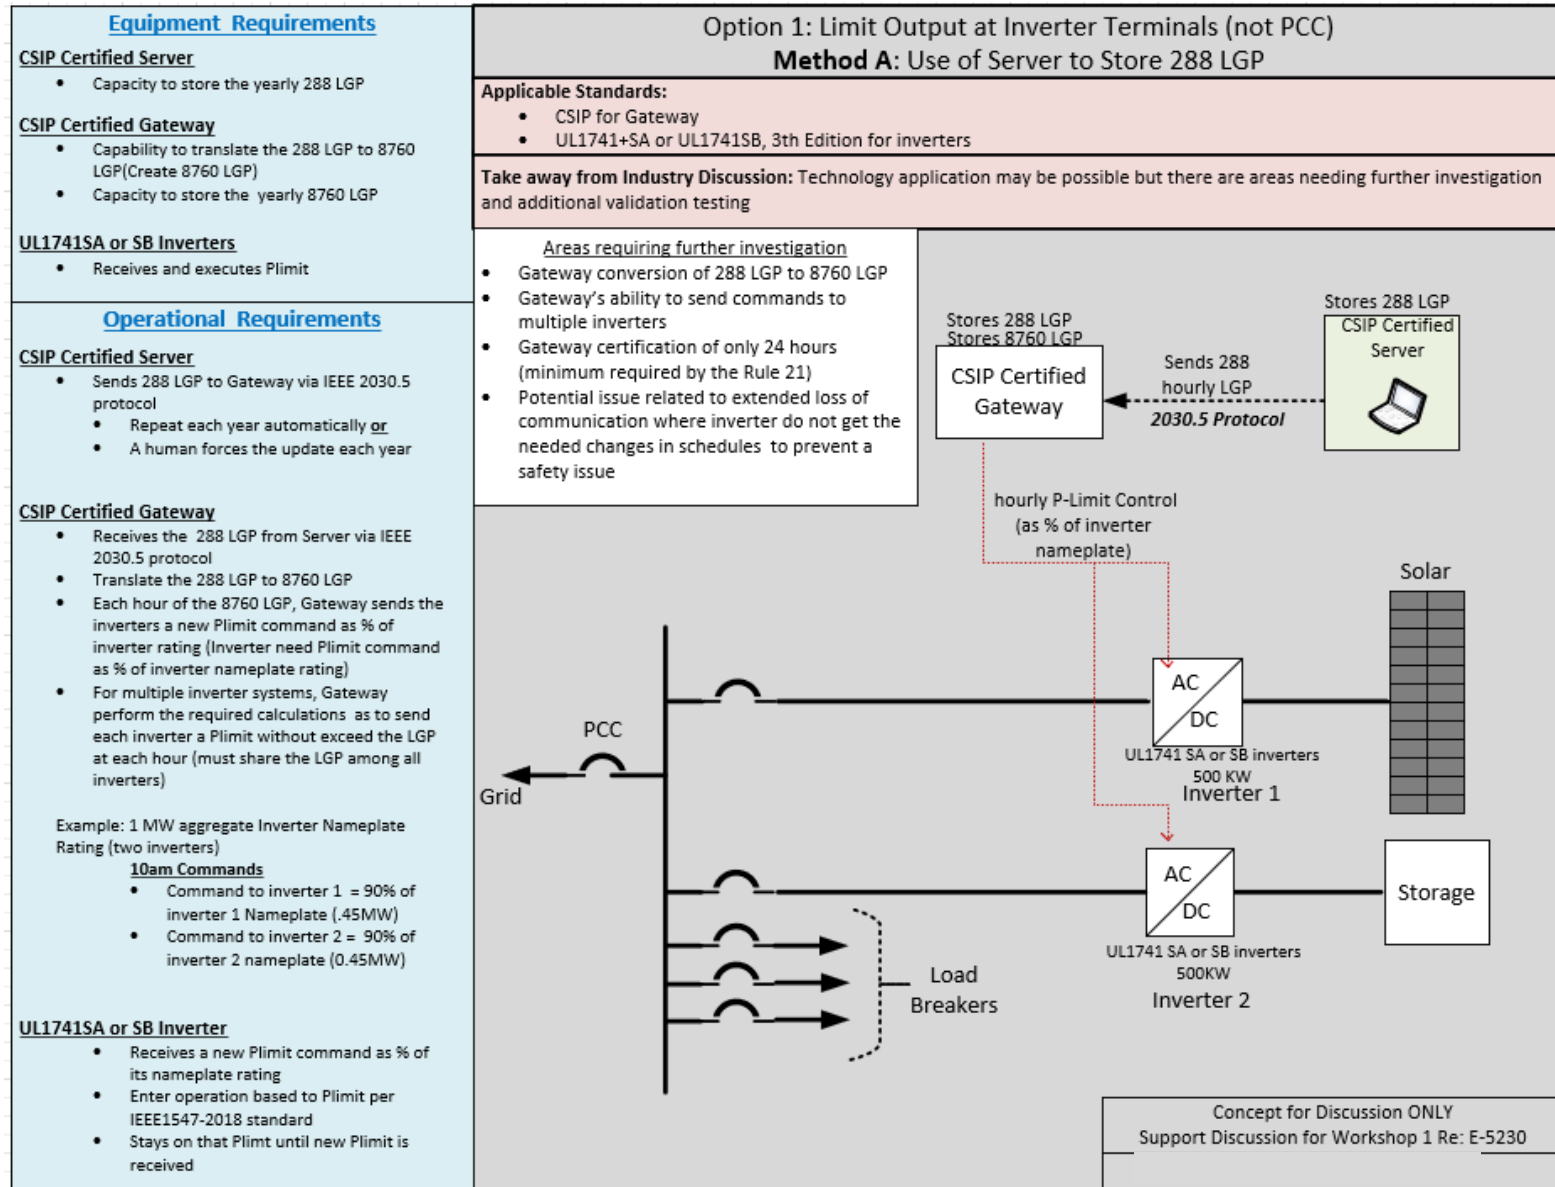 Equipment Requirements
CSIP Certified Server
• Capacity to store the yearly 288 LGP
CSIP Certified Gateway
• Capability to translate the 288 LGP to 8760
LGP(Create 8760 LGP)
• Capacity to store the yearly 8760 LGP
UL1741SA or SB Inverters
• Receives and executes Plimit
Operational Requirements
CSIP Certified Server
• Sends 288 LGP to Gateway via IEEE 2030.5
protocol
• Repeat each year automatically or
• A human forces the update each year
CSIP Certified Gateway
• Receives the 288 LGP from Server via IEEE
2030.5 protocol
• Translate the 288 LGP to 8760 LGP
• Each hour of the 8760 LGP, Gateway sends the
inverters a new Plimit command as % of
inverter rating (Inverter need Plimit command
as % of inverter nameplate rating)
• For multiple inverter systems, Gateway
perform the required calculations as to send
each inverter a Plimit without exceed the LGP
at each hour (must share the LGP among all
inverters)
Example: 1 MW aggregate Inverter Nameplate
Rating (two inverters)
10am Commands
• Command to inverter 1 = 90% of
inverter 1 Nameplate (.45MW)
• Command to inverter 2 = 90% of
inverter 2 nameplate (0.45MW)
UL1741SA or SB Inverter
• Receives a new Plimit command as % of
its nameplate rating
• Enter operation based to Plimit per
IEEE1547-2018 standard
• Stays on that Plimt until new Plimit is
received
Option 1: Limit Output at Inverter Terminals (not PCC)
Method A: Use of Server to Store 288 LGP
Applicable Standards:
• CSIP for Gateway
• UL1741+SA or UL1741SB, 3th Edition for inverters
Take away from Industry Discussion: Technology application may be possible but there are areas needing further investigation
and additional validation testing
Areas requiring further investigation
• Gateway conversion of 288 LGP to 8760 LGP
• Gateway's ability to send commands to
multiple inverters
• Gateway certification of only 24 hours
(minimum required by the Rule 21)
• Potential issue related to extended loss of
communication where inverter do not get the
needed changes in schedules to prevent a
safety issue
Stores 288 LGP
Stores 8760 LGP
CSIP Certified
Gateway
Sends 288
hourly LGP
2030.5 Protocol
Stores 288 LGP
CSIP Certified
Server
hourly P-Limit Control
(as % of inverter
nameplate)
Solar
AC
DC
UL1741 SA or SB inverters
500 KW
Inverter 1
PCC
Grid
AC
DC
UL1741 SA or SB inverters
500KW
Inverter 2
Storage
Load
Breakers
Concept for Discussion ONLY
Support Discussion for Workshop 1 Re: E-5230